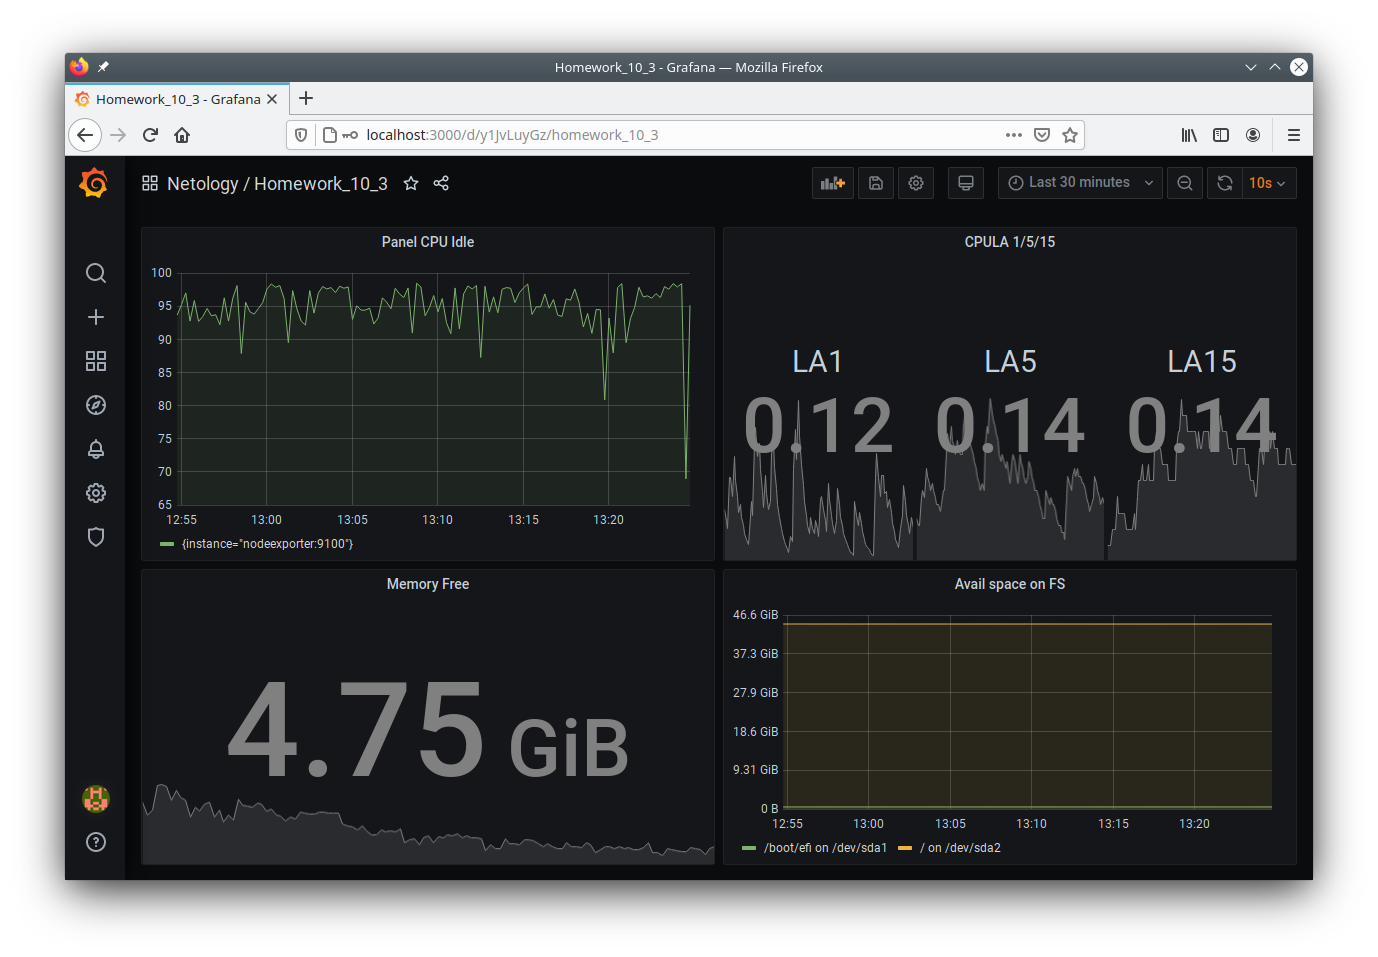 Homework_10_3 - Grafana — Mozilla Firefox
Homework_10_3 - Grafana
localhost:3000/d/y1JvLuyGz/homework_10_3
Netology / Homework_10_3
Last 30 minutes
10s
Panel CPU Idle
100
95
90
85
80
75
70
65
12:55 13:00 13:05 13:10 13:15 13:20
{instance="nodeexporter:9100"}
CPULA 1/5/15
LA1 LA5 LA15
0.12 0.14 0.14
Memory Free
4.75 GiB
Avail space on FS
46.6 GiB
37.3 GiB
27.9 GiB
18.6 GiB
9.31 GiB
0 B
12:55 13:00 13:05 13:10 13:15 13:20
/boot/efi on /dev/sda1 / on /dev/sda2